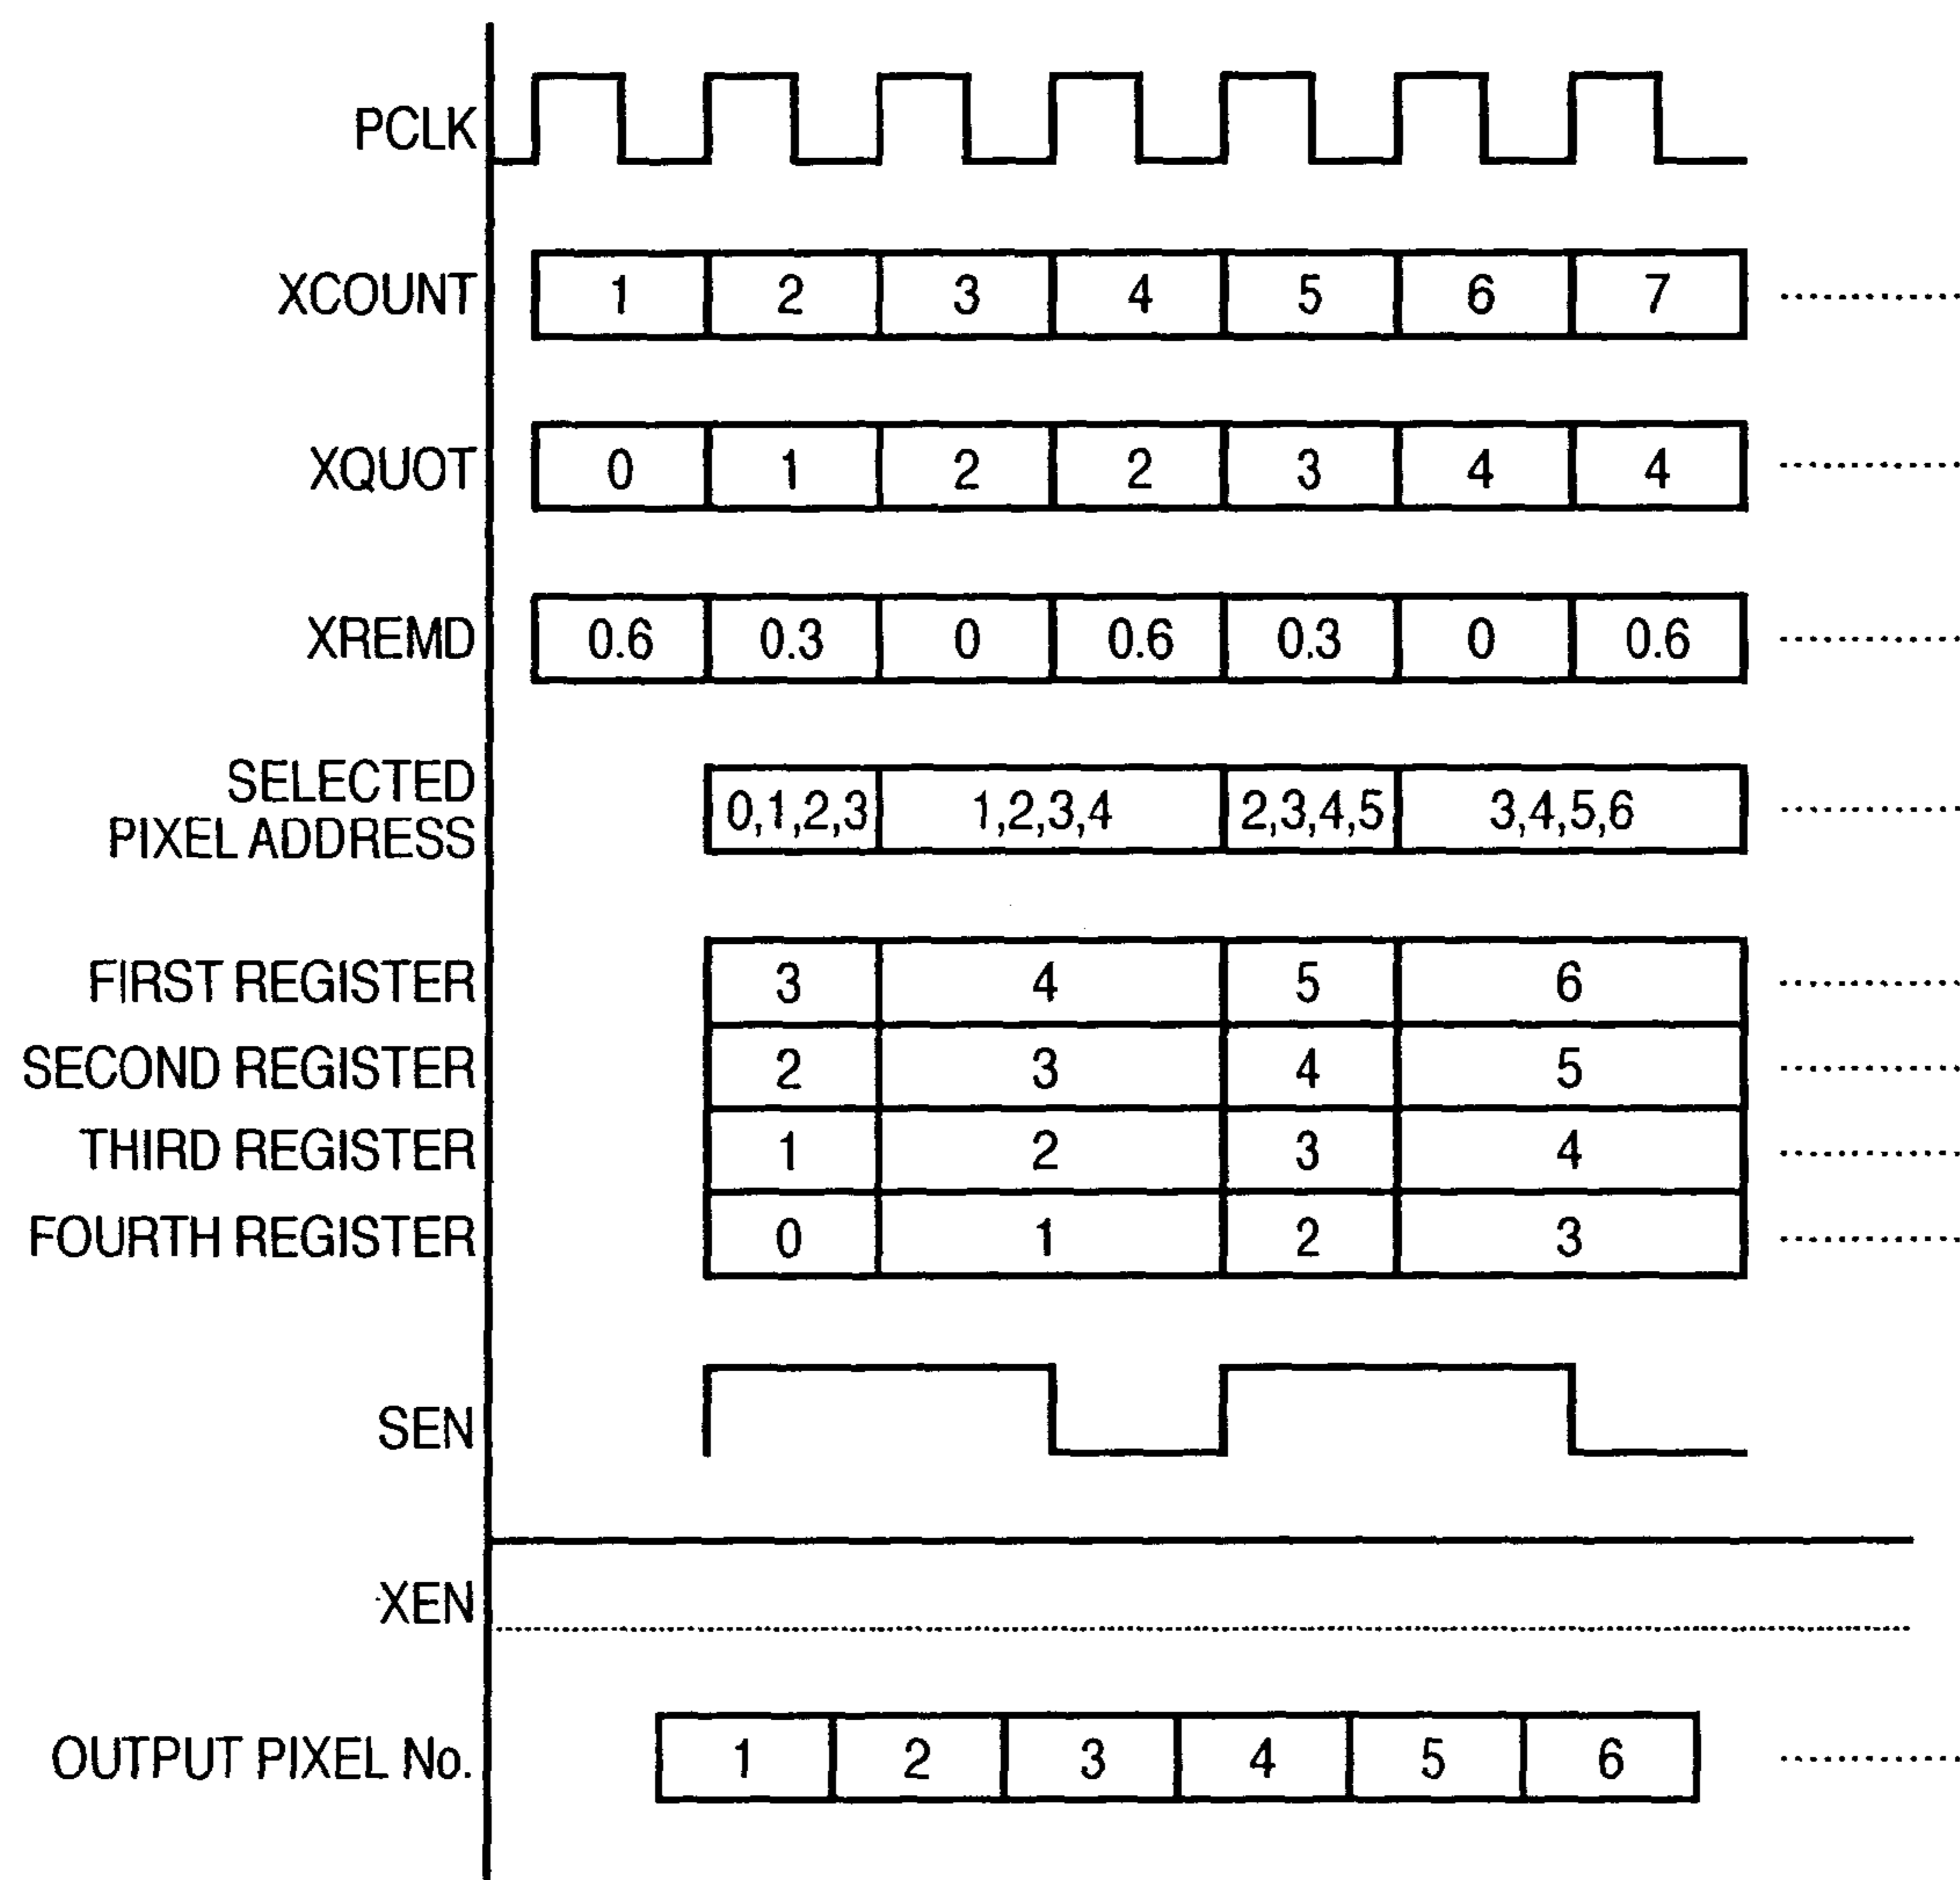 PCLK
XCOUNT 1 2 3 4 5 6 7
XQUOT 0 1 2 2 3 4 4
XREMD 0.6 0.3 0 0.6 0.3 0 0.6
SELECTED
PIXEL ADDRESS 0,1,2,3 1,2,3,4 2,3,4,5 3,4,5,6
FIRST REGISTER 3 4 5 6
SECOND REGISTER 2 3 4 5
THIRD REGISTER 1 2 3 4
FOURTH REGISTER 0 1 2 3
SEN
XEN
OUTPUT PIXEL No. 1 2 3 4 5 6